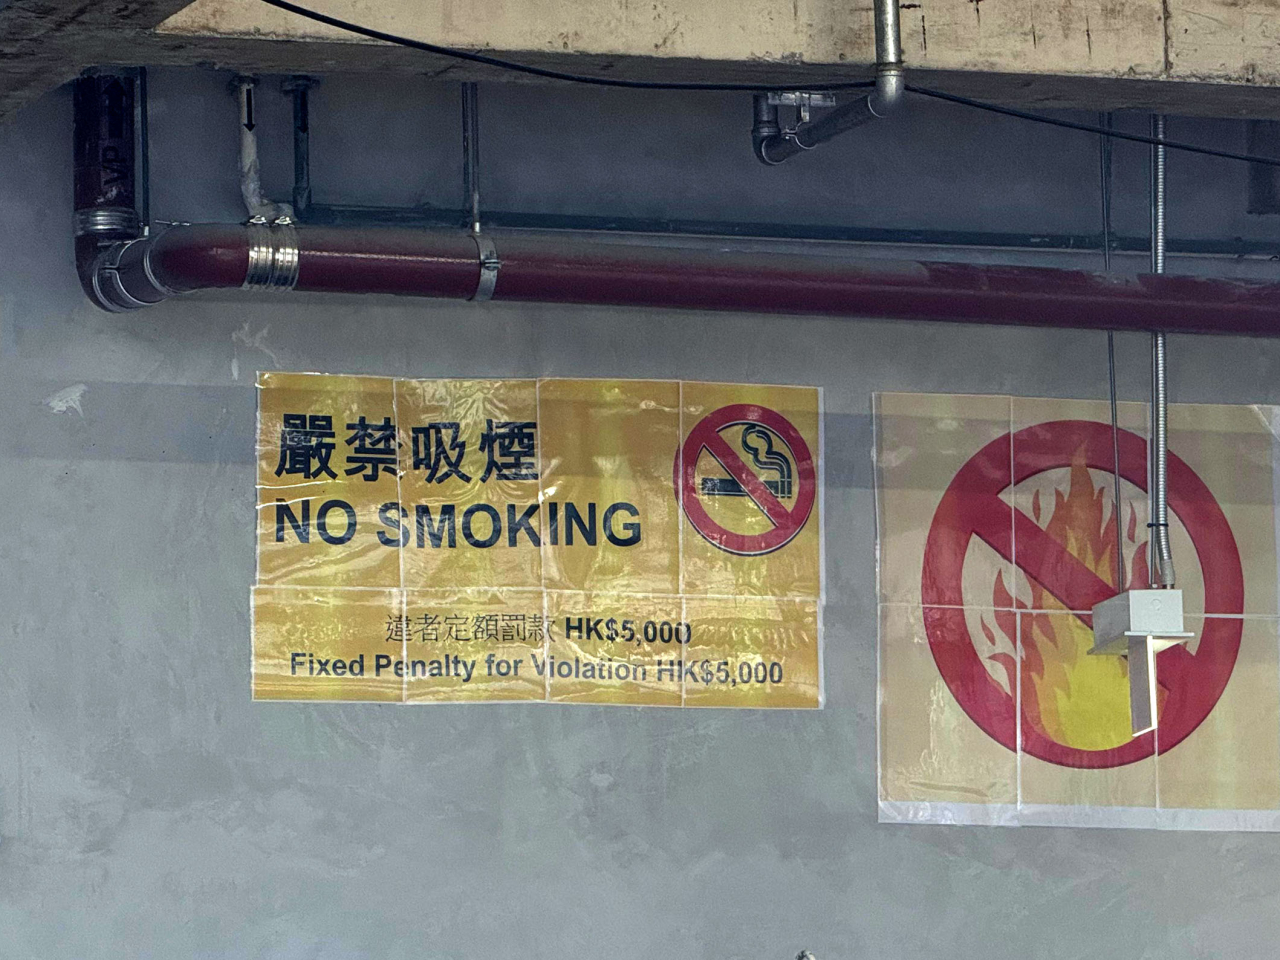 VP
嚴禁吸煙
NO SMOKING
違者定額罰款 HK$5,000
Fixed Penalty for Violation HK$5,000